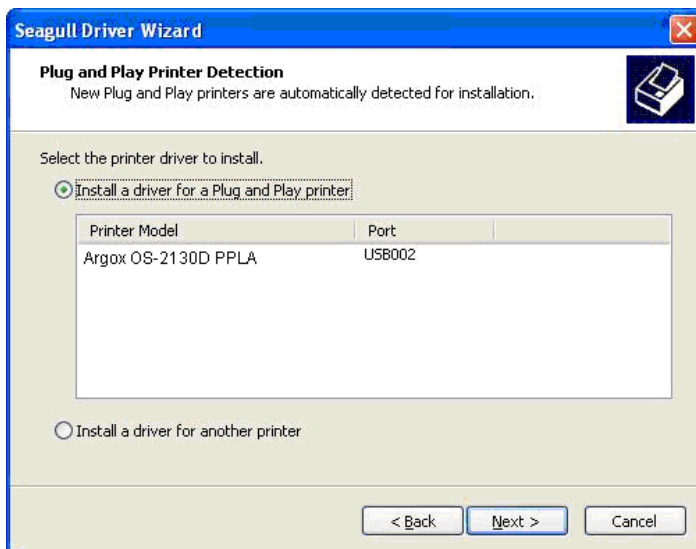 Seagull Driver Wizard
Plug and Play Printer Detection
New Plug and Play printers are automatically detected for installation.
Select the printer driver to install.
Install a driver for a Plug and Play printer
Printer Model Port
Argox OS-2130D PPLA USB002
Install a driver for another printer
< Back Next > Cancel